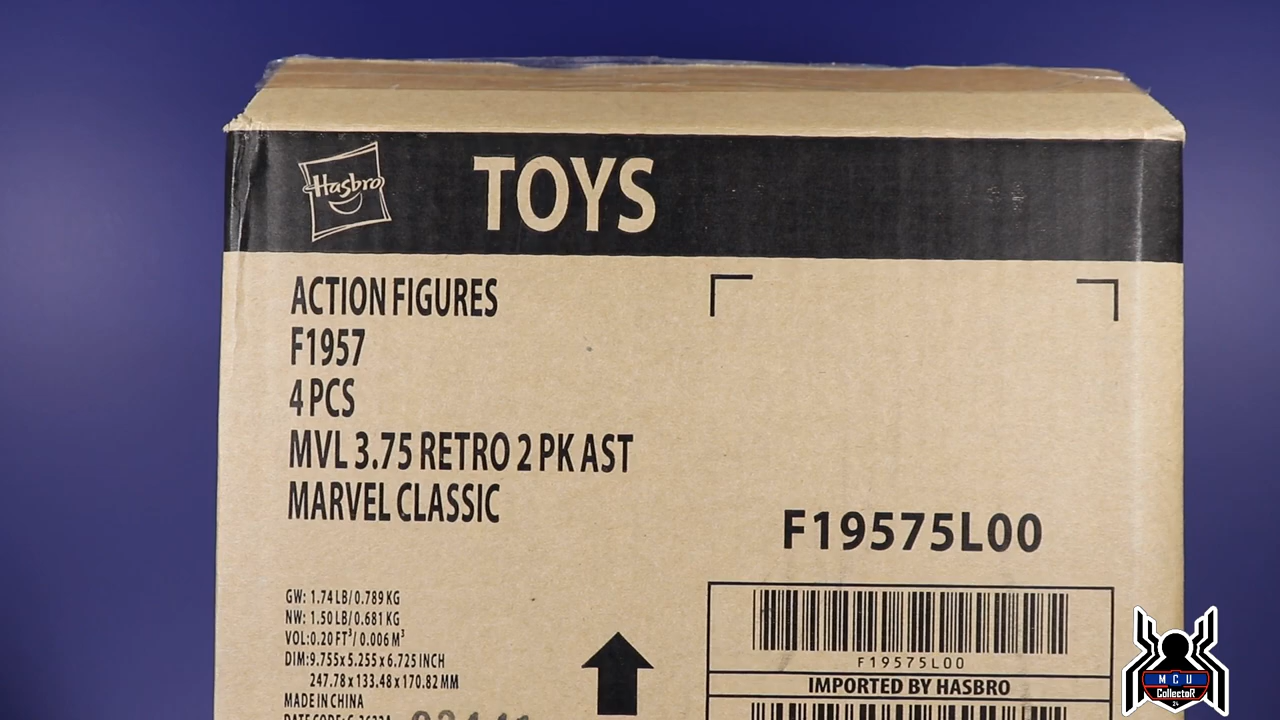 Hasbro
TOYS
ACTION FIGURES
F1957
4 PCS
MVL 3.75 RETRO 2 PK AST
MARVEL CLASSIC
F19575L00
GW: 1.74 LB/ 0.789 KG
NW: 1.50 LB/ 0.681 KG
VOL:0.20 FT³/ 0.006 M³
DIM:9.755x 5.255 x 6.725 INCH
247.78 x 133.48 x 170.82 MM
MADE IN CHINA
F19575L00
IMPORTED BY HASBRO
MCU
CollectoR
24